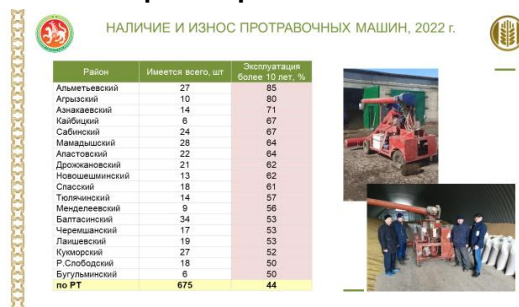 НАЛИЧИЕ И ИЗНОС ПРОТРАВОЧНЫХ МАШИН, 2022 г.
Район Имеется всего, шт Эксплуатация более 10 лет, %
Альметьевский 27 85
Агрызский 10 80
Азнакаевский 14 71
Кайбицкий 6 67
Сабинский 24 67
Мамадышский 28 64
Апастовский 22 64
Дрожжановский 21 62
Новошешминский 13 62
Спасский 18 61
Тюлячинский 14 57
Менделеевский 9 56
Балтасинский 34 53
Черемшанский 17 53
Лаишевский 19 53
Кукморский 27 52
Р.Слободский 18 50
Бугульминский 6 50
по РТ 675 44